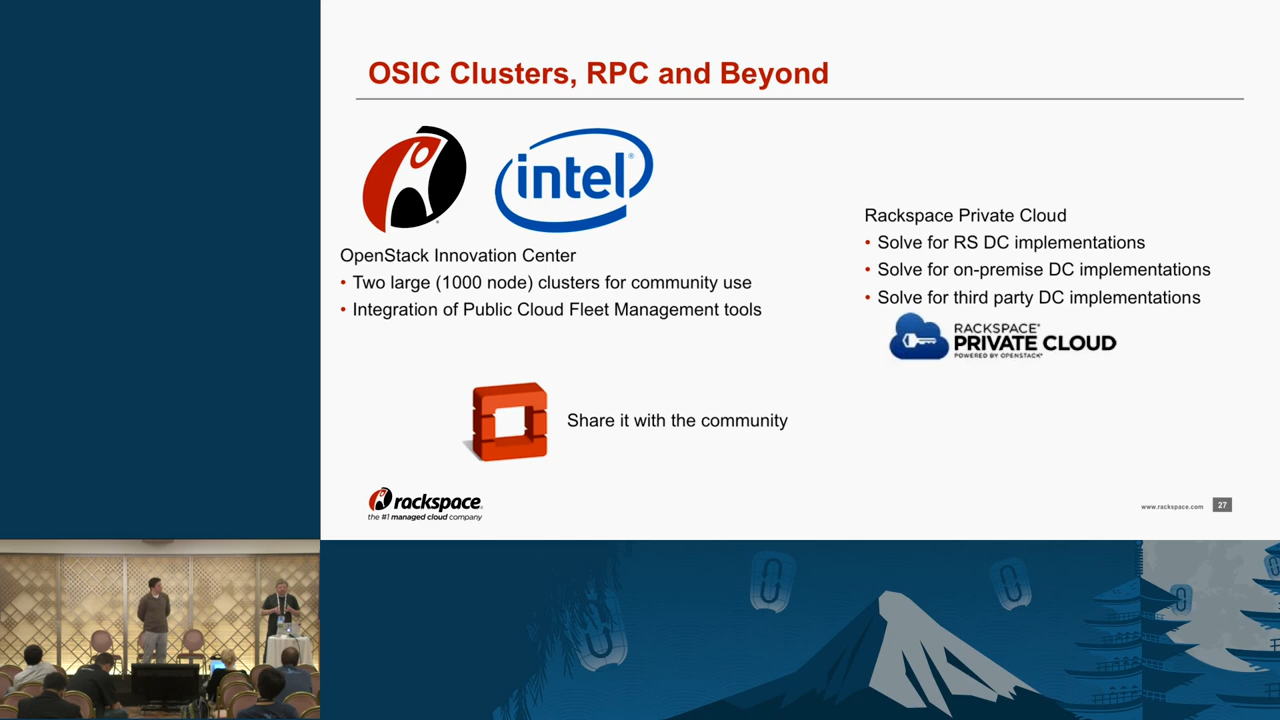 OSIC Clusters, RPC and Beyond
intel®
OpenStack Innovation Center
• Two large (1000 node) clusters for community use
• Integration of Public Cloud Fleet Management tools
Rackspace Private Cloud
• Solve for RS DC implementations
• Solve for on-premise DC implementations
• Solve for third party DC implementations
RACKSPACE®
PRIVATE CLOUD
POWERED BY OPENSTACK®
Share it with the community
rackspace®
the #1 managed cloud company
www.rackspace.com
27